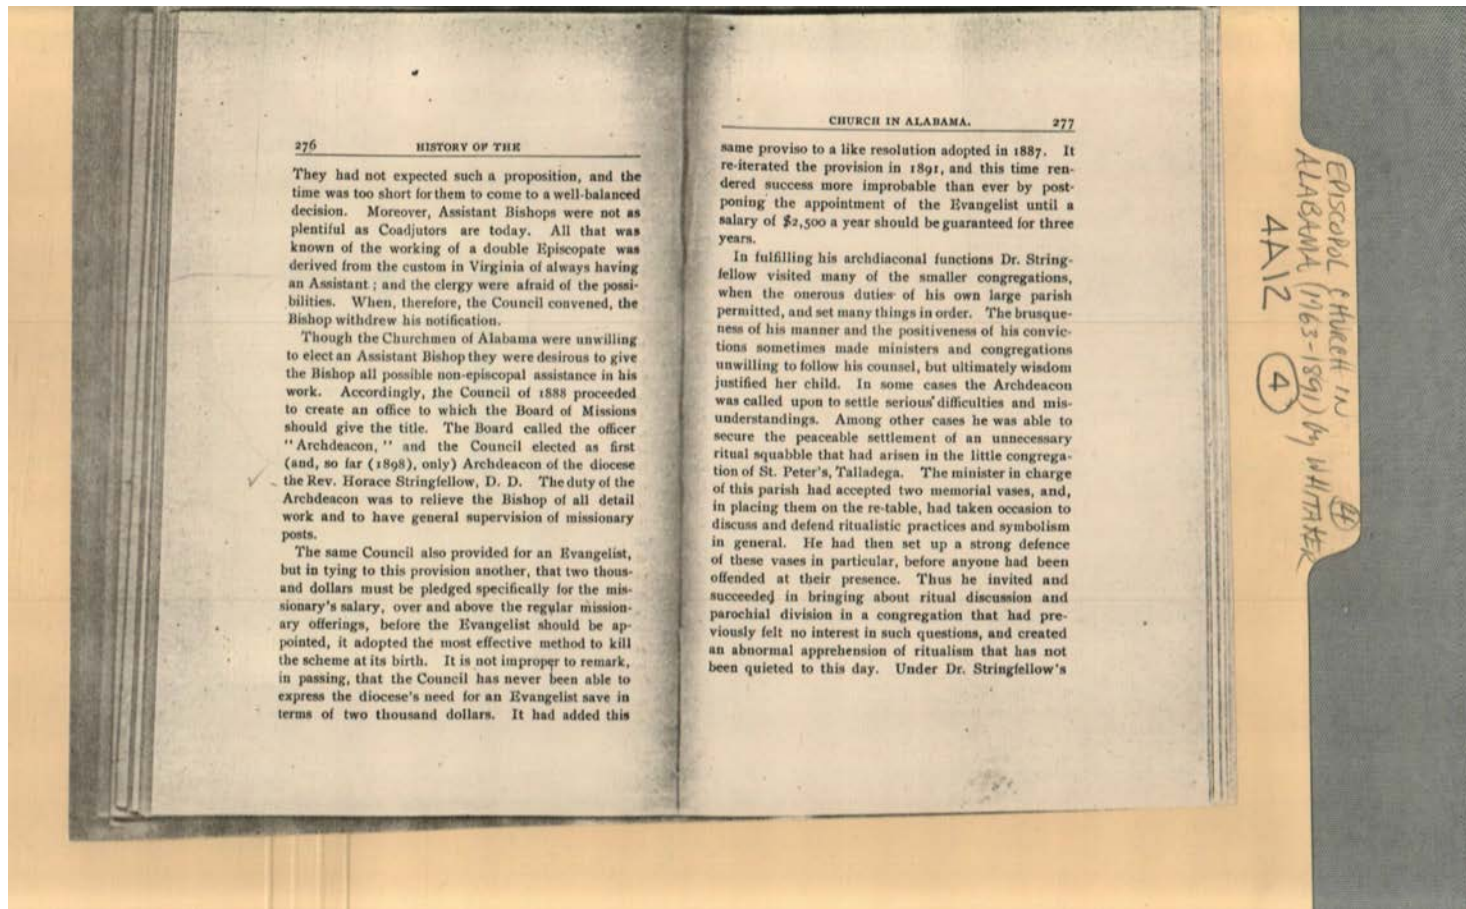 276 HISTORY OF THE
They had not expected such a proposition, and the
time was too short for them to come to a well-balanced
decision. Moreover, Assistant Bishops were not as
plentiful as Coadjutors are today. All that was
known of the working of a double Episcopate was
derived from the custom in Virginia of always having
an Assistant; and the clergy were afraid of the possi-
bilities. When, therefore, the Council convened, the
Bishop withdrew his notification.
Though the Churchmen of Alabama were unwilling
to elect an Assistant Bishop they were desirous to give
the Bishop all possible non-episcopal assistance in his
work. Accordingly, the Council of 1888 proceeded
to create an office to which the Board of Missions
should give the title. The Board called the officer
"Archdeacon," and the Council elected as first
(and, so far (1898), only) Archdeacon of the diocese
the Rev. Horace Stringfellow, D. D. The duty of the
Archdeacon was to relieve the Bishop of all detail
work and to have general supervision of missionary
posts.
The same Council also provided for an Evangelist,
but in tying to this provision another, that two thous-
and dollars must be pledged specifically for the mis-
sionary's salary, over and above the regular mission-
ary offerings, before the Evangelist should be ap-
pointed, it adopted the most effective method to kill
the scheme at its birth. It is not improper to remark,
in passing, that the Council has never been able to
express the diocese's need for an Evangelist save in
terms of two thousand dollars. It had added this
CHURCH IN ALABAMA. 277
same proviso to a like resolution adopted in 1887. It
re-iterated the provision in 1891, and this time ren-
dered success more improbable than ever by post-
poning the appointment of the Evangelist until a
salary of $2,500 a year should be guaranteed for three
years.
In fulfilling his archdiaconal functions Dr. String-
fellow visited many of the smaller congregations,
when the onerous duties of his own large parish
permitted, and set many things in order. The brusque-
ness of his manner and the positiveness of his convic-
tions sometimes made ministers and congregations
unwilling to follow his counsel, but ultimately wisdom
justified her child. In some cases the Archdeacon
was called upon to settle serious difficulties and mis-
understandings. Among other cases he was able to
secure the peaceable settlement of an unnecessary
ritual squabble that had arisen in the little congrega-
tion of St. Peter's, Talladega. The minister in charge
of this parish had accepted two memorial vases, and,
in placing them on the re-table, had taken occasion to
discuss and defend ritualistic practices and symbolism
in general. He had then set up a strong defence
of these vases in particular, before anyone had been
offended at their presence. Thus he invited and
succeeded in bringing about ritual discussion and
parochial division in a congregation that had pre-
viously felt no interest in such questions, and created
an abnormal apprehension of ritualism that has not
been quieted to this day. Under Dr. Stringfellow's
EPISCOPOL CHURCH IN
ALABAMA (1763-1891) by WHITAKER
4A12
4